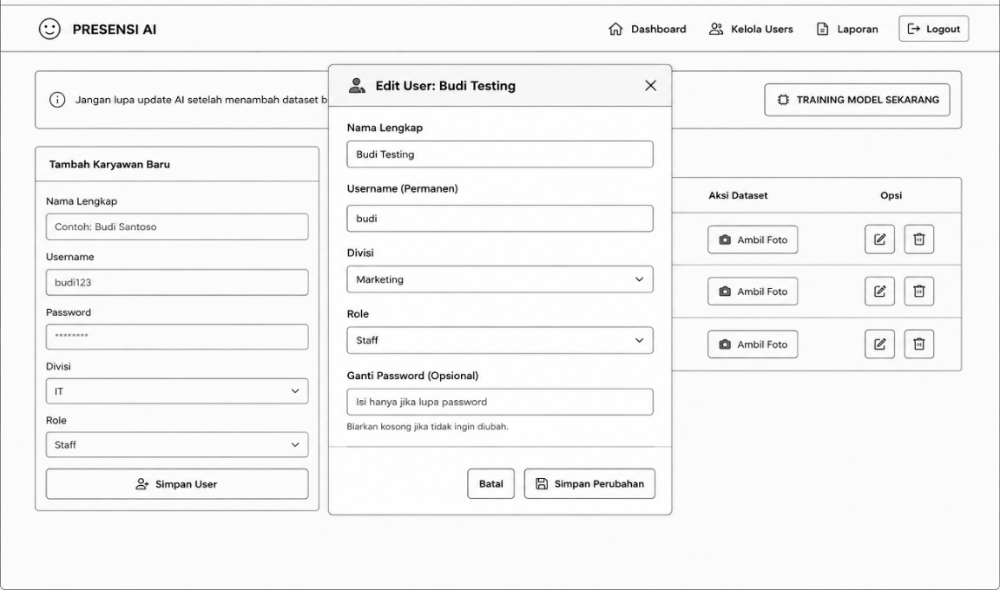 PRESENSI AI
Dashboard
Kelola Users
Laporan
Logout
Jangan lupa update AI setelah menambah dataset b
TRAINING MODEL SEKARANG
Tambah Karyawan Baru
Nama Lengkap
Contoh: Budi Santoso
Username
budi123
Password
********
Divisi
IT
Role
Staff
Simpan User
Edit User: Budi Testing
Nama Lengkap
Budi Testing
Username (Permanen)
budi
Divisi
Marketing
Role
Staff
Ganti Password (Opsional)
Isi hanya jika lupa password
Biarkan kosong jika tidak ingin diubah.
Batal
Simpan Perubahan
Aksi Dataset
Opsi
Ambil Foto
Ambil Foto
Ambil Foto